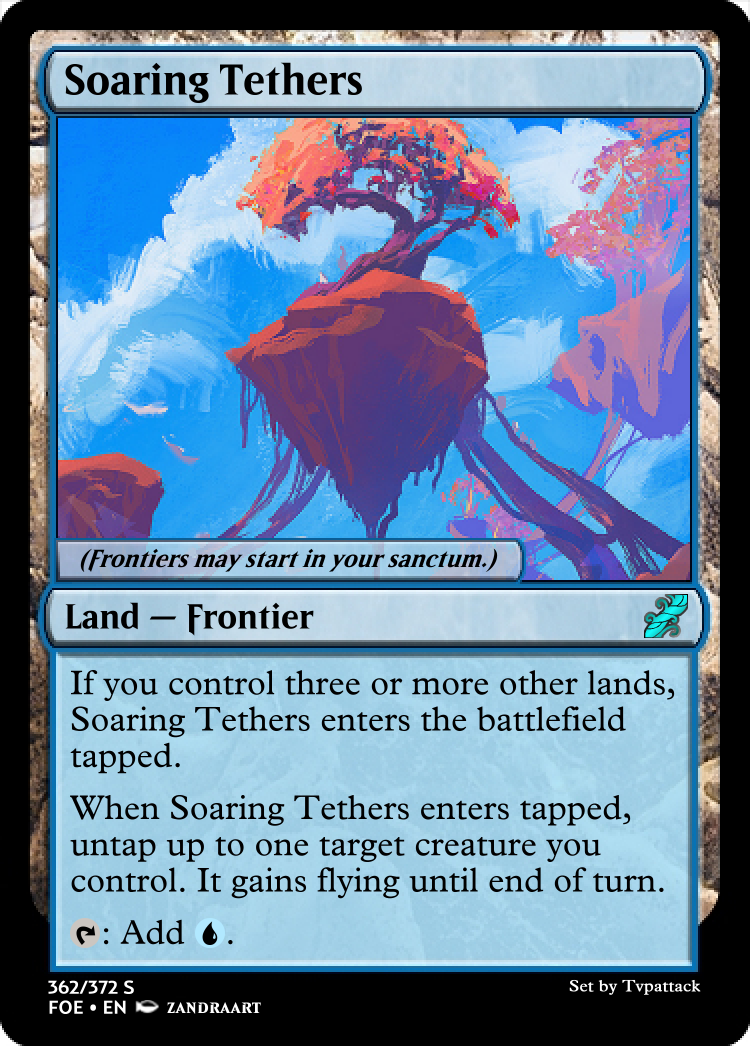 Soaring Tethers
(Frontiers may start in your sanctum.)
Land — Frontier
If you control three or more other lands,
Soaring Tethers enters the battlefield
tapped.
When Soaring Tethers enters tapped,
untap up to one target creature you
control. It gains flying until end of turn.
: Add .
362/372 S
Set by Tvpattack
FOE • EN ZANDRAART